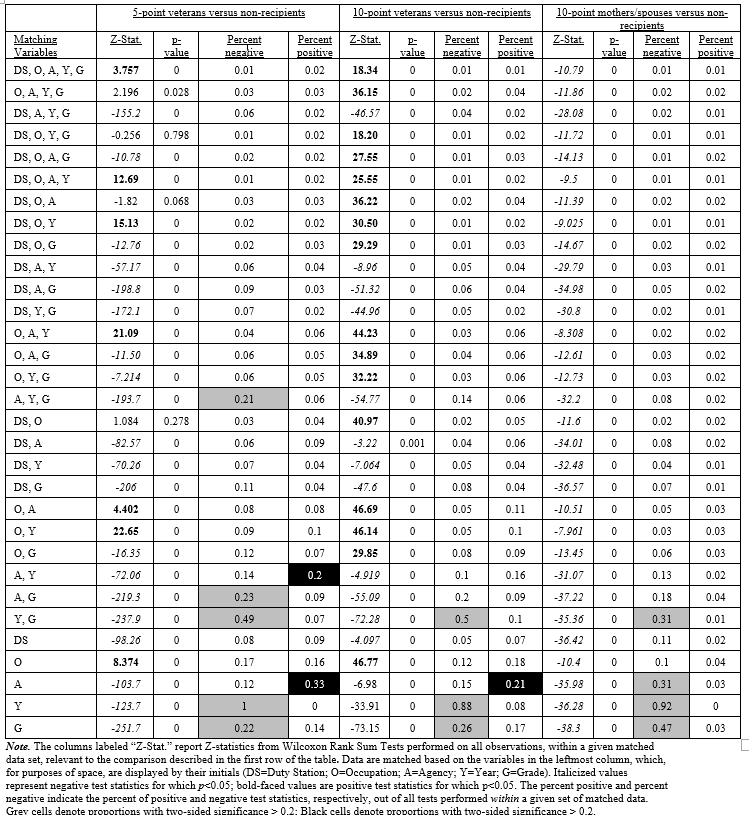 5-point veterans versus non-recipients 10-point veterans versus non-recipients 10-point mothers/spouses versus non-recipients
Matching Variables Z-Stat. p-value Percent negative Percent positive Z-Stat. p-value Percent negative Percent positive Z-Stat. p-value Percent negative Percent positive
DS, O, A, Y, G 3.757 0 0.01 0.02 18.34 0 0.01 0.01 -10.79 0 0.01 0.01
O, A, Y, G 2.196 0.028 0.03 0.03 36.15 0 0.02 0.04 -11.86 0 0.02 0.02
DS, A, Y, G -155.2 0 0.06 0.02 -46.57 0 0.04 0.02 -28.08 0 0.02 0.01
DS, O, Y, G -0.256 0.798 0.01 0.02 18.20 0 0.01 0.02 -11.72 0 0.01 0.01
DS, O, A, G -10.78 0 0.02 0.02 27.55 0 0.01 0.03 -14.13 0 0.01 0.02
DS, O, A, Y 12.69 0 0.01 0.02 25.55 0 0.01 0.02 -9.5 0 0.01 0.01
DS, O, A -1.82 0.068 0.03 0.03 36.22 0 0.02 0.04 -11.39 0 0.02 0.02
DS, O, Y 15.13 0 0.02 0.02 30.50 0 0.01 0.02 -9.025 0 0.01 0.01
DS, O, G -12.76 0 0.02 0.03 29.29 0 0.01 0.03 -14.67 0 0.02 0.02
DS, A, Y -57.17 0 0.06 0.04 -8.96 0 0.05 0.04 -29.79 0 0.03 0.01
DS, A, G -198.8 0 0.09 0.03 -51.32 0 0.06 0.04 -34.98 0 0.05 0.02
DS, Y, G -172.1 0 0.07 0.02 -44.96 0 0.05 0.02 -30.8 0 0.02 0.01
O, A, Y 21.09 0 0.04 0.06 44.23 0 0.03 0.06 -8.308 0 0.02 0.02
O, A, G -11.50 0 0.06 0.05 34.89 0 0.04 0.06 -12.61 0 0.03 0.02
O, Y, G -7.214 0 0.06 0.05 32.22 0 0.03 0.06 -12.73 0 0.03 0.02
A, Y, G -193.7 0 0.21 0.06 -54.77 0 0.14 0.06 -32.2 0 0.08 0.02
DS, O 1.084 0.278 0.03 0.04 40.97 0 0.02 0.05 -11.6 0 0.02 0.02
DS, A -82.57 0 0.06 0.09 -3.22 0.001 0.04 0.06 -34.01 0 0.08 0.02
DS, Y -70.26 0 0.07 0.04 -7.064 0 0.05 0.04 -32.48 0 0.04 0.01
DS, G -206 0 0.11 0.04 -47.6 0 0.08 0.04 -36.57 0 0.07 0.01
O, A 4.402 0 0.08 0.08 46.69 0 0.05 0.11 -10.51 0 0.05 0.03
O, Y 22.65 0 0.09 0.1 46.14 0 0.05 0.1 -7.961 0 0.03 0.03
O, G -16.35 0 0.12 0.07 29.85 0 0.08 0.09 -13.45 0 0.06 0.03
A, Y -72.06 0 0.14 0.2 -4.919 0 0.1 0.16 -31.07 0 0.13 0.02
A, G -219.3 0 0.23 0.09 -55.09 0 0.2 0.09 -37.22 0 0.18 0.04
Y, G -237.9 0 0.49 0.07 -72.28 0 0.5 0.1 -35.36 0 0.31 0.01
DS -98.26 0 0.08 0.09 -4.097 0 0.05 0.07 -36.42 0 0.11 0.02
O 8.374 0 0.17 0.16 46.77 0 0.12 0.18 -10.4 0 0.1 0.04
A -103.7 0 0.12 0.33 -6.98 0 0.15 0.21 -35.98 0 0.31 0.03
Y -123.7 0 1 0 -33.91 0 0.88 0.08 -36.28 0 0.92 0
G -251.7 0 0.22 0.14 -73.15 0 0.26 0.17 -38.3 0 0.47 0.03
Note. The columns labeled “Z-Stat.” report Z-statistics from Wilcoxon Rank Sum Tests performed on all observations, within a given matched
data set, relevant to the comparison described in the first row of the table. Data are matched based on the variables in the leftmost column, which,
for purposes of space, are displayed by their initials (DS=Duty Station; O=Occupation; A=Agency; Y=Year; G=Grade). Italicized values
represent negative test statistics for which p<0.05; bold-faced values are positive test statistics for which p<0.05. The percent positive and percent
negative indicate the percent of positive and negative test statistics, respectively, out of all tests performed within a given set of matched data.
Grey cells denote proportions with two-sided significance > 0.2; Black cells denote proportions with two-sided significance > 0.2.